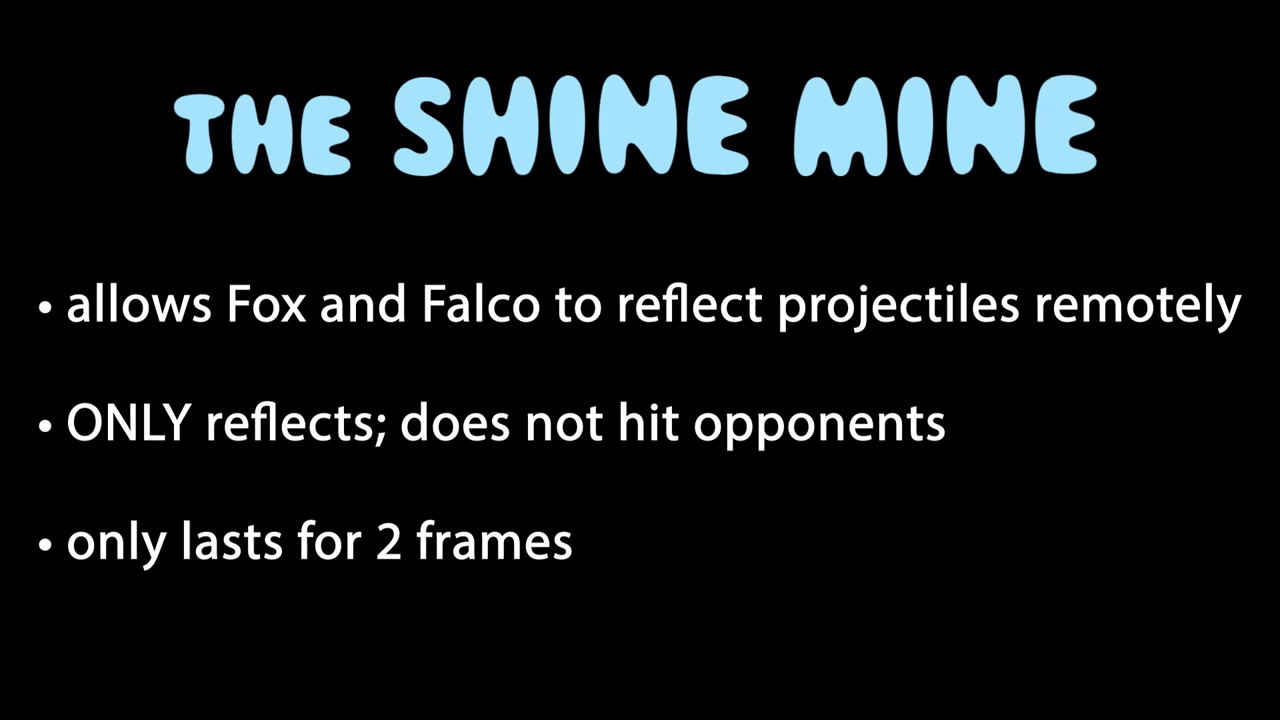 THE SHINE MINE
• allows Fox and Falco to reflect projectiles remotely
• ONLY reflects; does not hit opponents
• only lasts for 2 frames